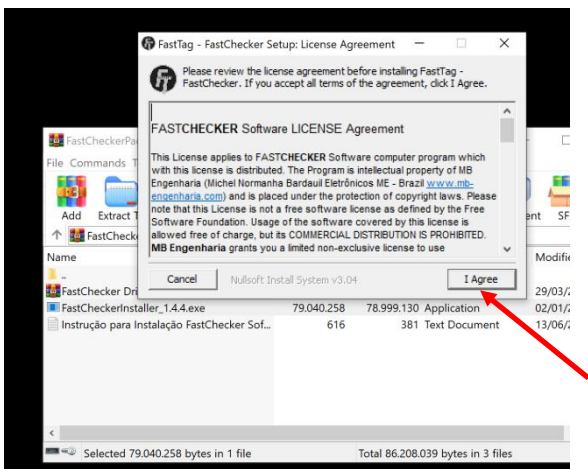 FastTag - FastChecker Setup: License Agreement
Please review the license agreement before installing FastTag -
FastChecker. If you accept all terms of the agreement, click I Agree.
FASTCHECKER Software LICENSE Agreement
This License applies to FASTCHECKER Software computer program which
with this license is distributed. The Program is intellectual property of MB
Engenharia (Michel Normanha Bardauil Eletrônicos ME - Brazil www.mb-
engenharia.com) and is placed under the protection of copyright laws. Please
note that this License is not a free software license as defined by the Free
Software Foundation. Usage of the software covered by this license is
allowed free of charge, but its COMMERCIAL DISTRIBUTION IS PROHIBITED.
MB Engenharia grants you a limited non-exclusive license to use
Cancel Nullsoft Install System v3.04 I Agree
FastCheckerPa
File Commands T
Add Extract T ent SF
FastChecke
Name Modifie
..
FastChecker Dri 29/03/2
FastCheckerInstaller_1.4.4.exe 79.040.258 78.999.130 Application 02/01/2
Instrução para Instalação FastChecker Sof... 616 381 Text Document 13/06/2
Selected 79.040.258 bytes in 1 file Total 86.208.039 bytes in 3 files